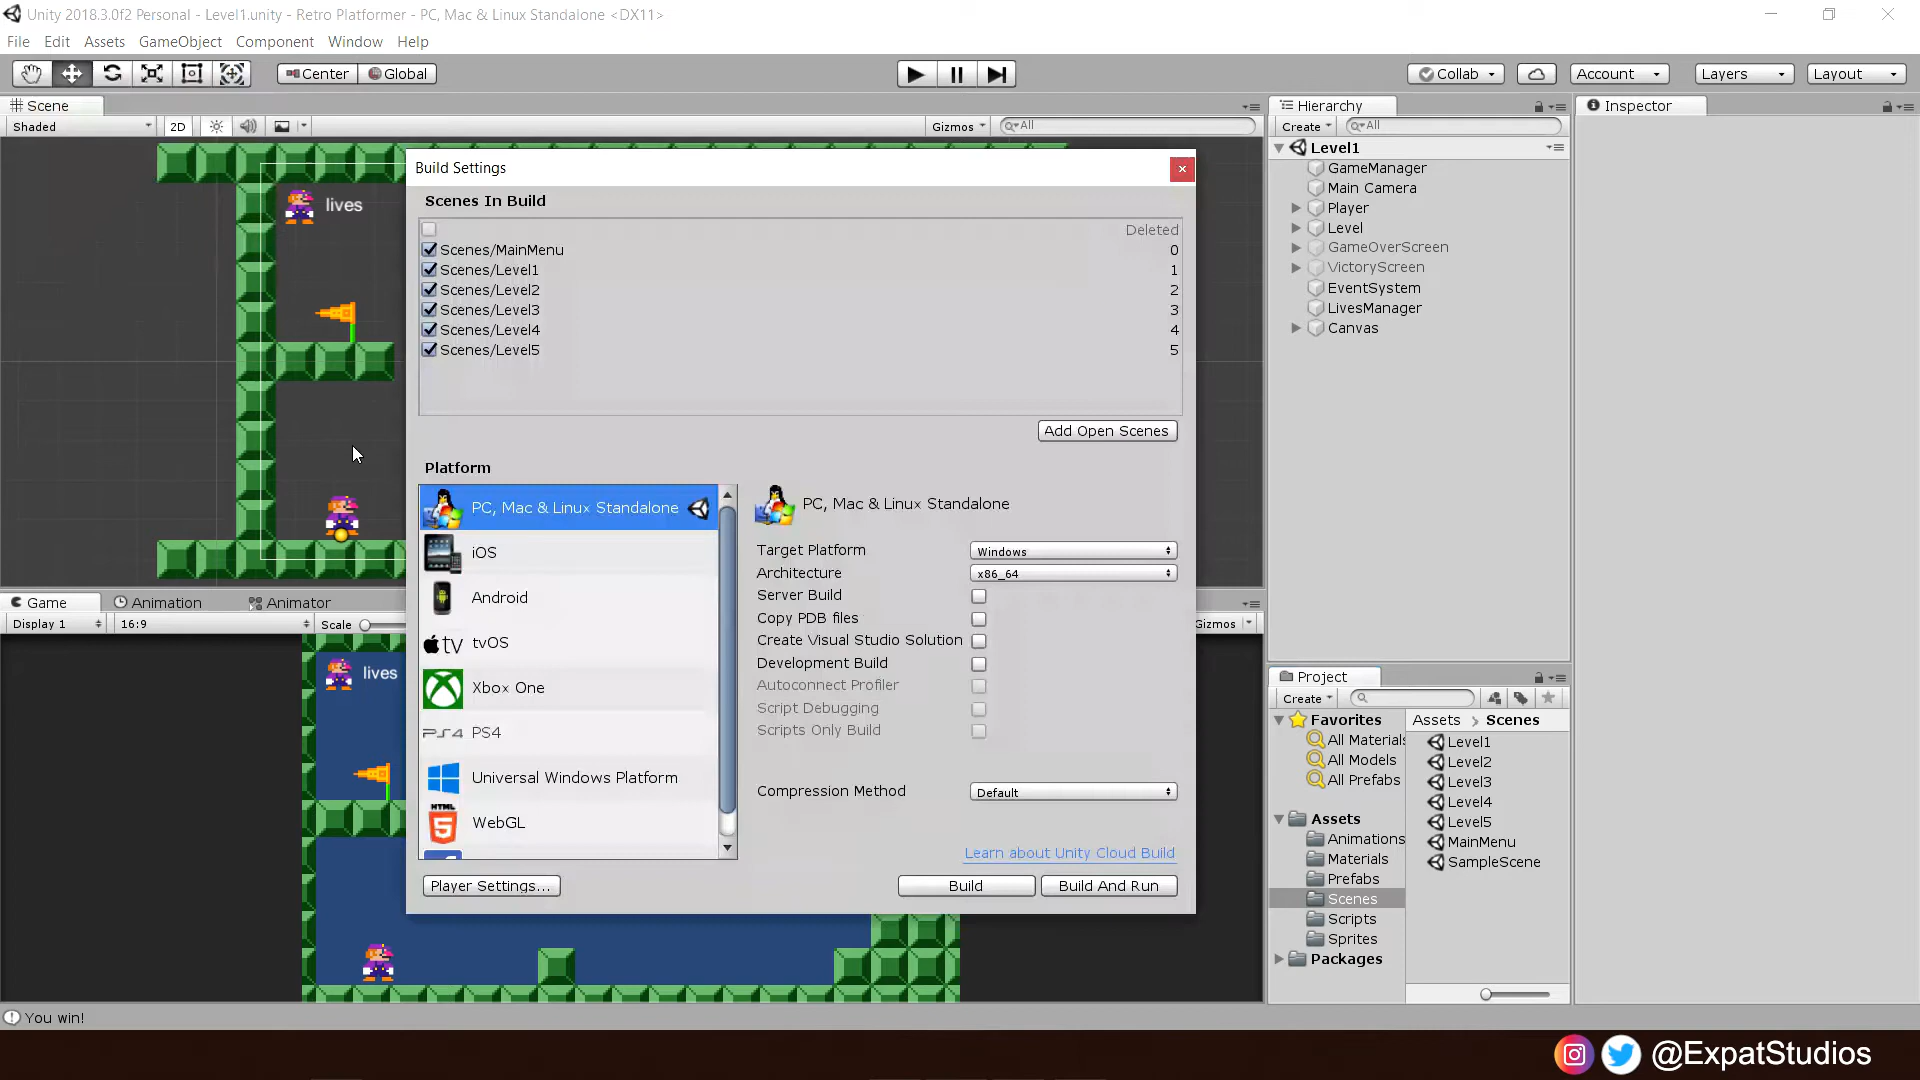 Unity 2018.3.0f2 Personal - Level1.unity - Retro Platformer - PC, Mac & Linux Standalone <DX11>
File Edit Assets GameObject Component Window Help
Center Global Collab Account Layers Layout
Scene
Shaded 2D Gizmos All
lives
Build Settings
Scenes In Build
Deleted
Scenes/MainMenu 0
Scenes/Level1 1
Scenes/Level2 2
Scenes/Level3 3
Scenes/Level4 4
Scenes/Level5 5
Add Open Scenes
Platform
PC, Mac & Linux Standalone
iOS
Android
tv tvOS
Xbox One
PS4 PS4
Universal Windows Platform
HTML 5 WebGL
PC, Mac & Linux Standalone
Target Platform Windows
Architecture x86_64
Server Build
Copy PDB files
Create Visual Studio Solution
Development Build
Autoconnect Profiler
Script Debugging
Scripts Only Build
Compression Method Default
Learn about Unity Cloud Build
Player Settings... Build Build And Run
Game Animation Animator
Display 1 16:9 Scale Gizmos
lives
Hierarchy
Create All
Level1
GameManager
Main Camera
Player
Level
GameOverScreen
VictoryScreen
EventSystem
LivesManager
Canvas
Inspector
Project
Create
Favorites
All Materials
All Models
All Prefabs
Assets
Animations
Materials
Prefabs
Scenes
Scripts
Sprites
Packages
Assets > Scenes
Level1
Level2
Level3
Level4
Level5
MainMenu
SampleScene
You win!
@ExpatStudios